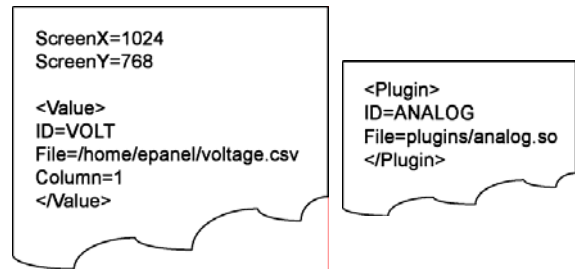 ScreenX=1024
ScreenY=768
<Value>
ID=VOLT
File=/home/epanel/voltage.csv
Column=1
</Value>
<Plugin>
ID=ANALOG
File=plugins/analog.so
</Plugin>